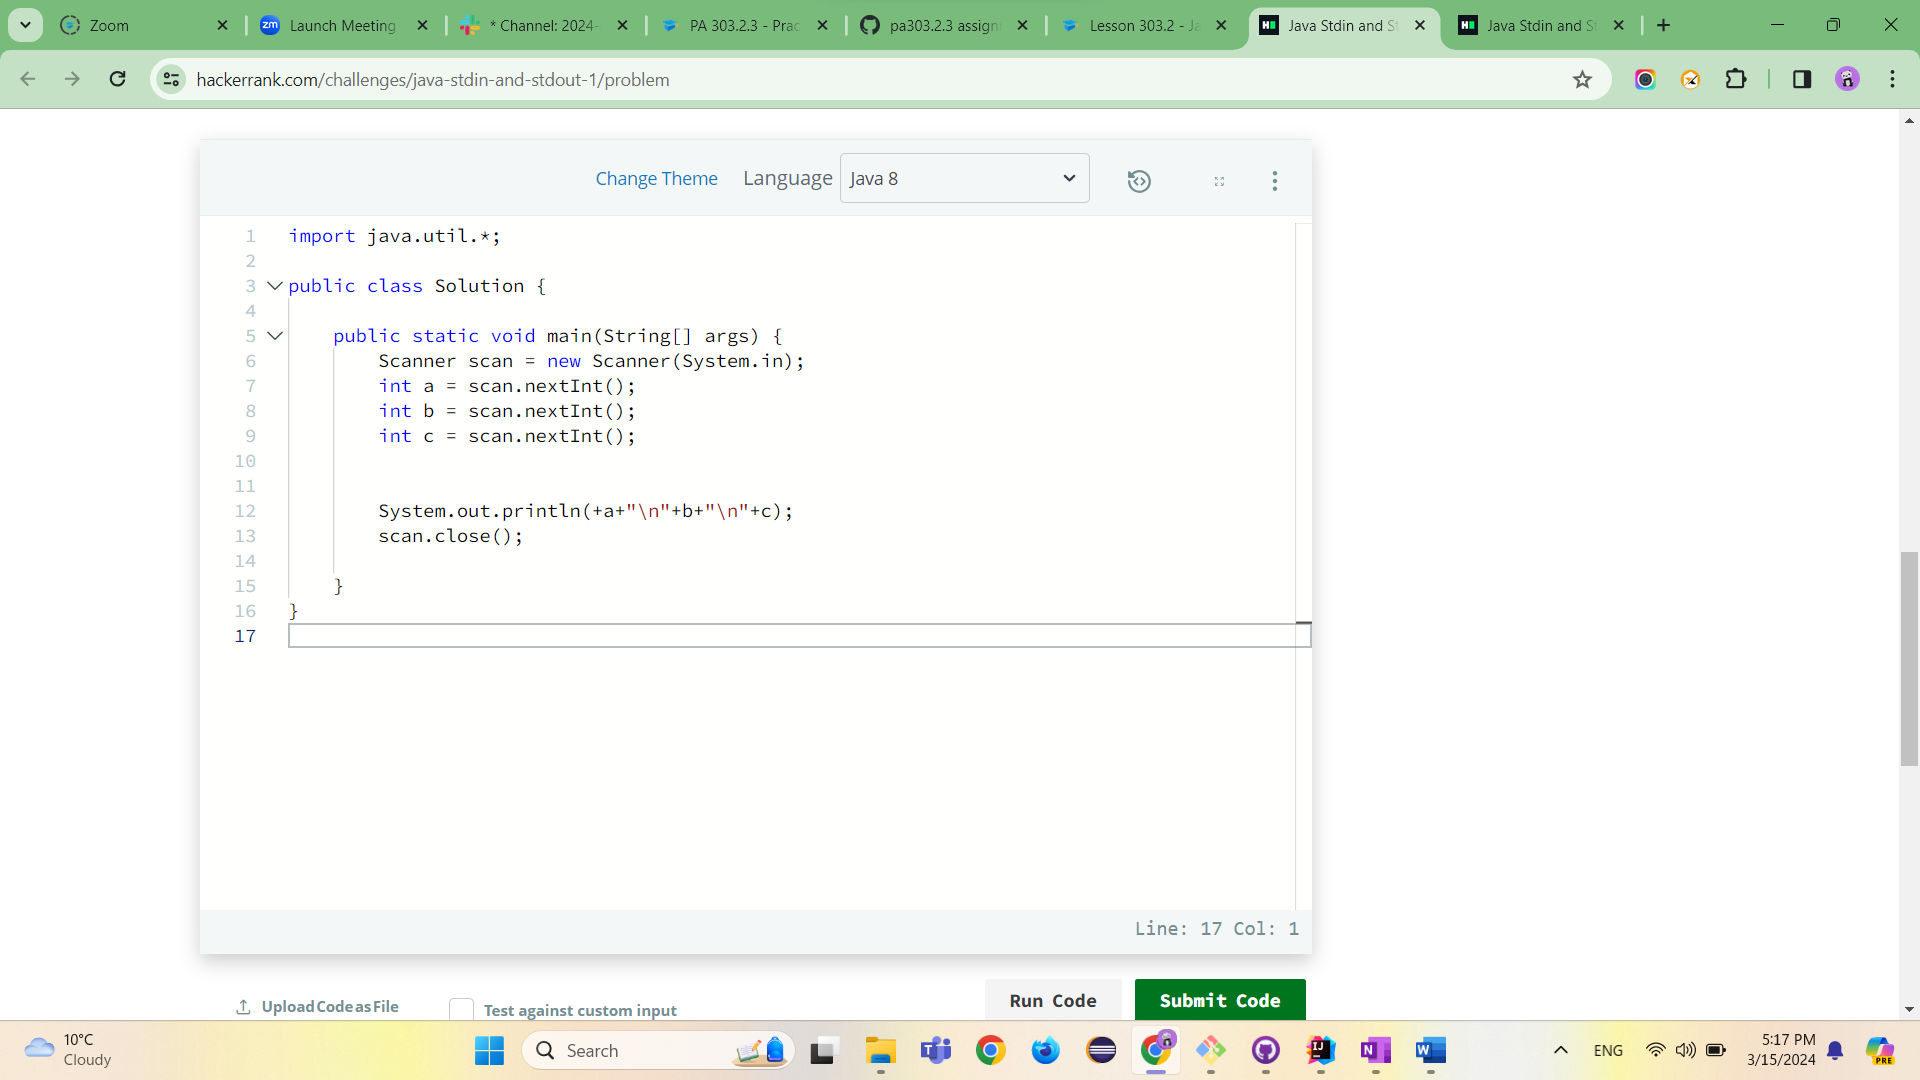 Zoom
zm Launch Meeting
* Channel: 2024-
PA 303.2.3 - Prac
pa303.2.3 assign
Lesson 303.2 - Ja
H Java Stdin and St
H Java Stdin and St
hackerrank.com/challenges/java-stdin-and-stdout-1/problem
Change Theme Language Java 8
1 import java.util.*;
2
3 public class Solution {
4
5 public static void main(String[] args) {
6 Scanner scan = new Scanner(System.in);
7 int a = scan.nextInt();
8 int b = scan.nextInt();
9 int c = scan.nextInt();
10
11
12 System.out.println(+a+"\n"+b+"\n"+c);
13 scan.close();
14
15 }
16 }
17
Line: 17 Col: 1
Upload Code as File Test against custom input Run Code Submit Code
10°C
Cloudy
Search
ENG
5:17 PM
3/15/2024
PRE